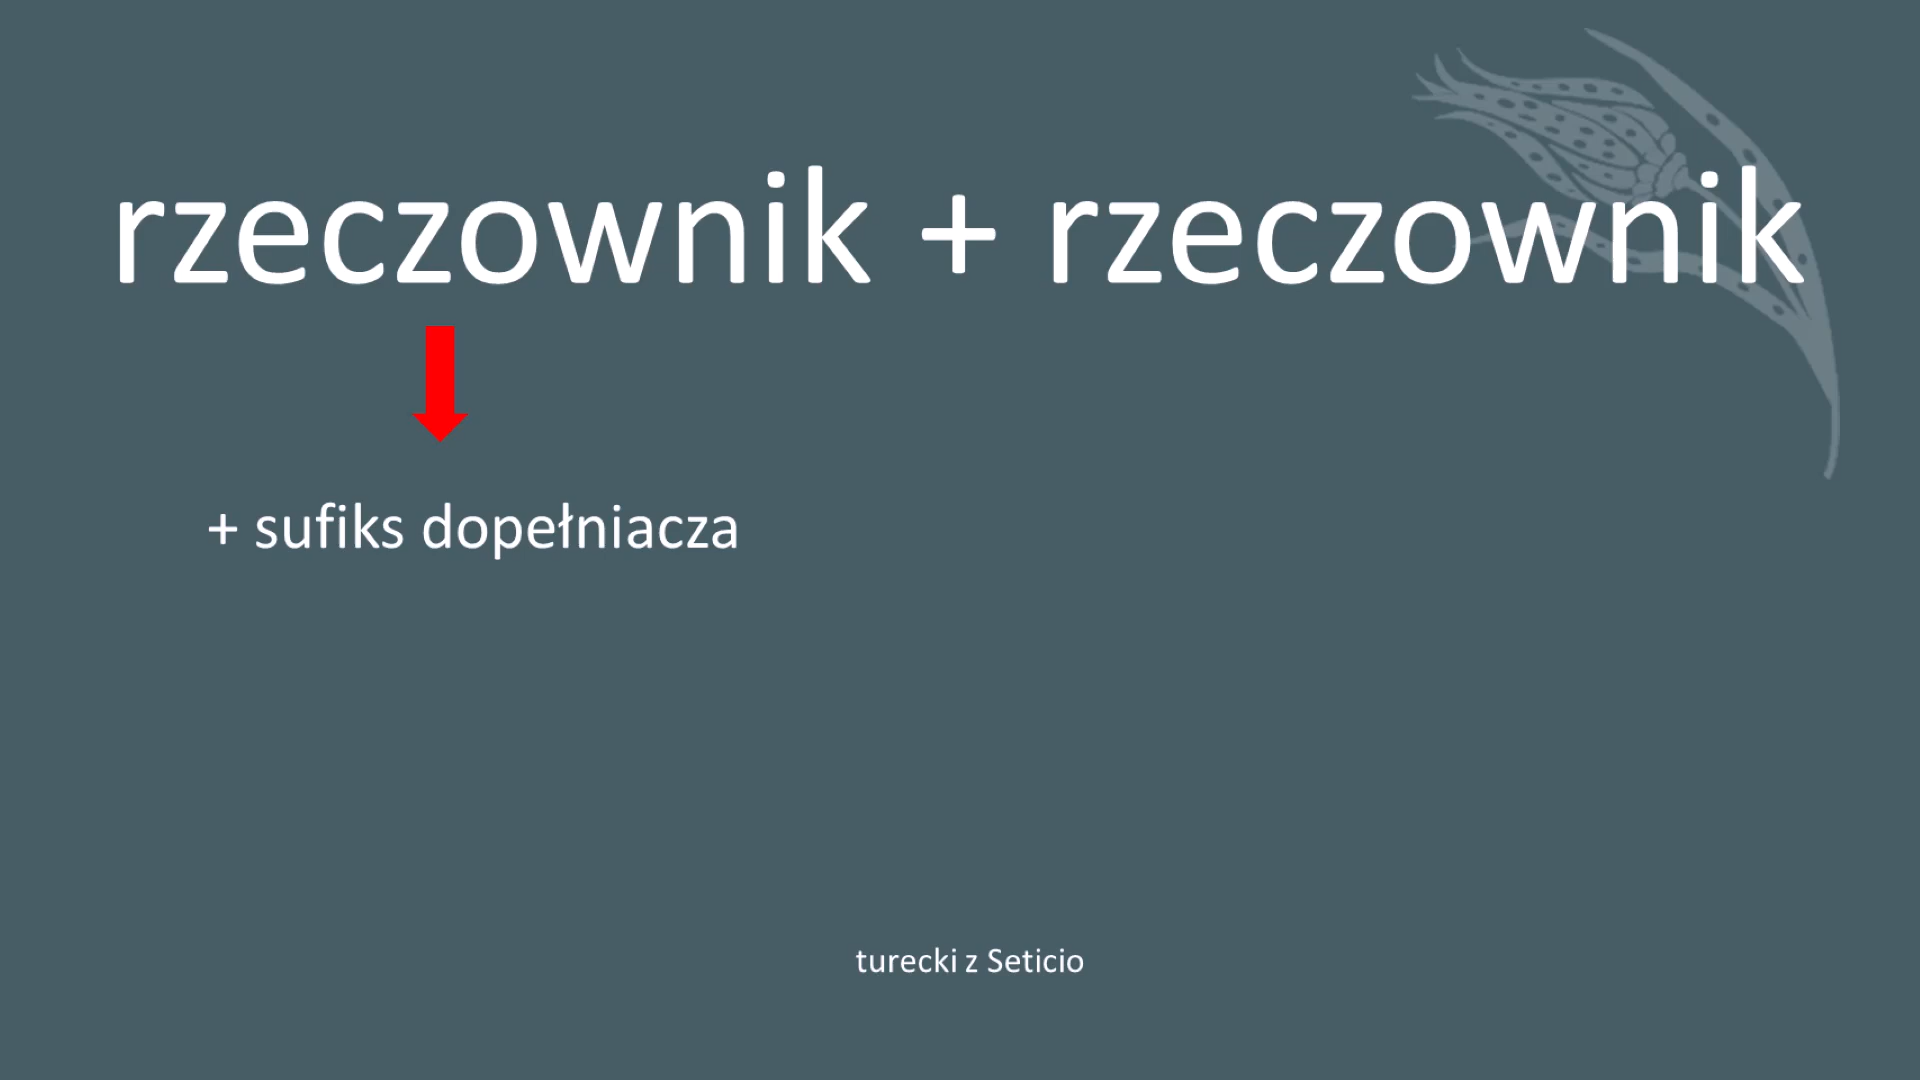 rzeczownik + rzeczownik
+ sufiks dopełniacza
turecki z Seticio